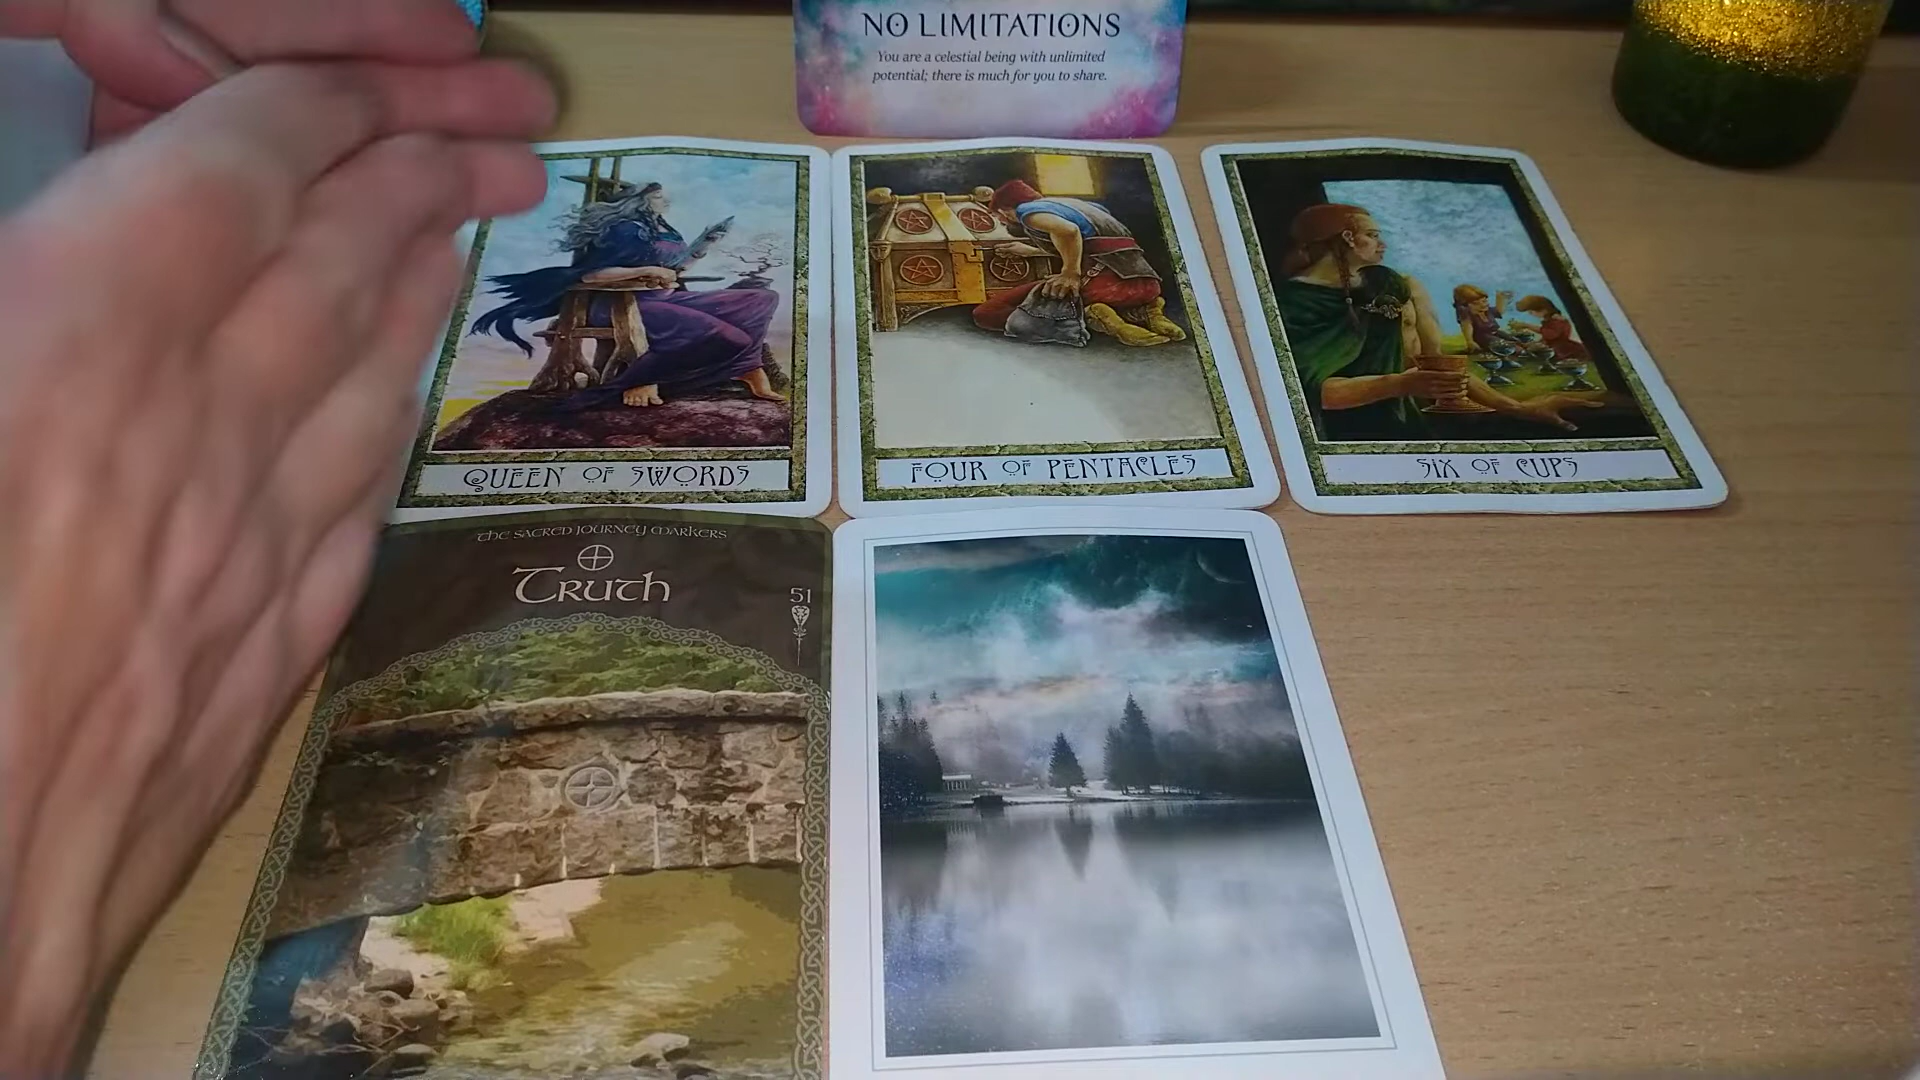 NO LIMITATIONS
You are a celestial being with unlimited
potential; there is much for you to share.
QUEEN OF SWORDS
FOUR OF PENTACLES
SIX OF CUPS
The Sacred Journey Markers
Truth
51